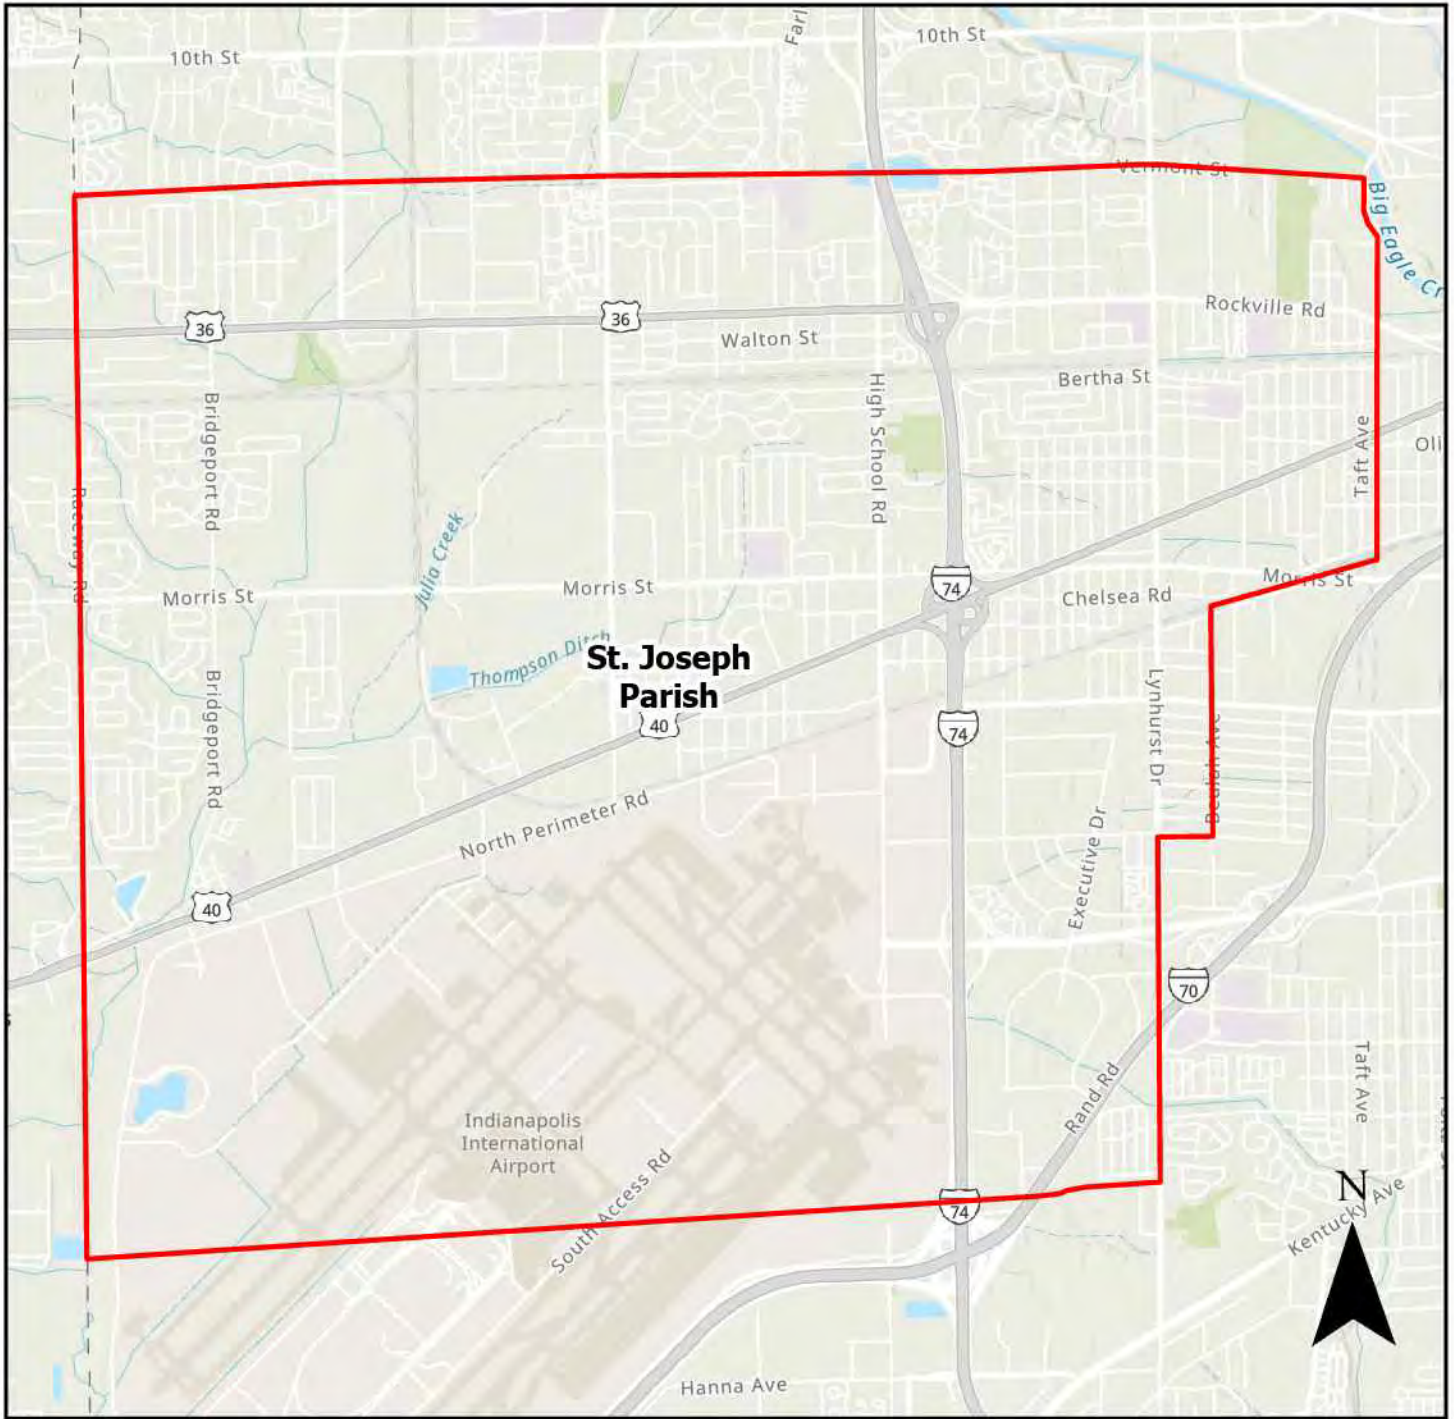 10th St
10th St
Vermont St
Big Eagle Cr
36
36
Rockville Rd
Walton St
Bertha St
Bridgeport Rd
High School Rd
Taft Ave
Raceway Rd
Julia Creek
Morris St
Morris St
74
Chelsea Rd
Morris St
Thompson Ditch
St. Joseph
Parish
40
74
Bridgeport Rd
Lynhurst Dr
North Perimeter Rd
Executive Dr
40
70
Indianapolis
International
Airport
Rand Rd
Taft Ave
South Access Rd
74
N
Kentucky Ave
Hanna Ave